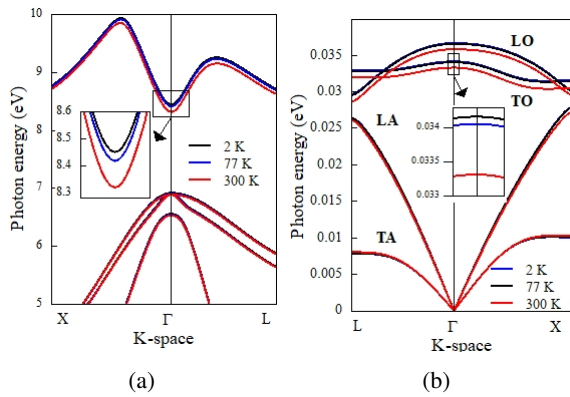 10
9
8
7
6
5
Photon energy (eV)
8.6
8.5
8.4
8.3
2 K
77 K
300 K
X
Γ
L
K-space
(a)
0.035
0.03
0.025
0.02
0.015
0.01
0.005
0
Photon energy (eV)
LO
TO
LA
TA
0.034
0.0335
0.033
2 K
77 K
300 K
L
Γ
X
K-space
(b)